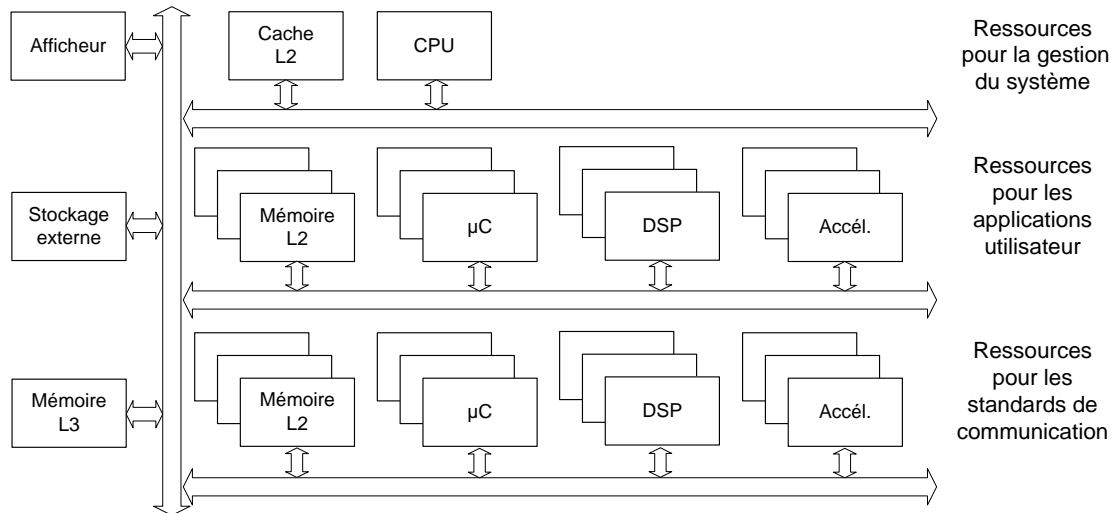 Afficheur
Cache
L2
CPU
Ressources
pour la gestion
du système
Stockage
externe
Mémoire
L2
µC
DSP
Accél.
Ressources
pour les
applications
utilisateur
Mémoire
L3
Mémoire
L2
µC
DSP
Accél.
Ressources
pour les
standards de
communication